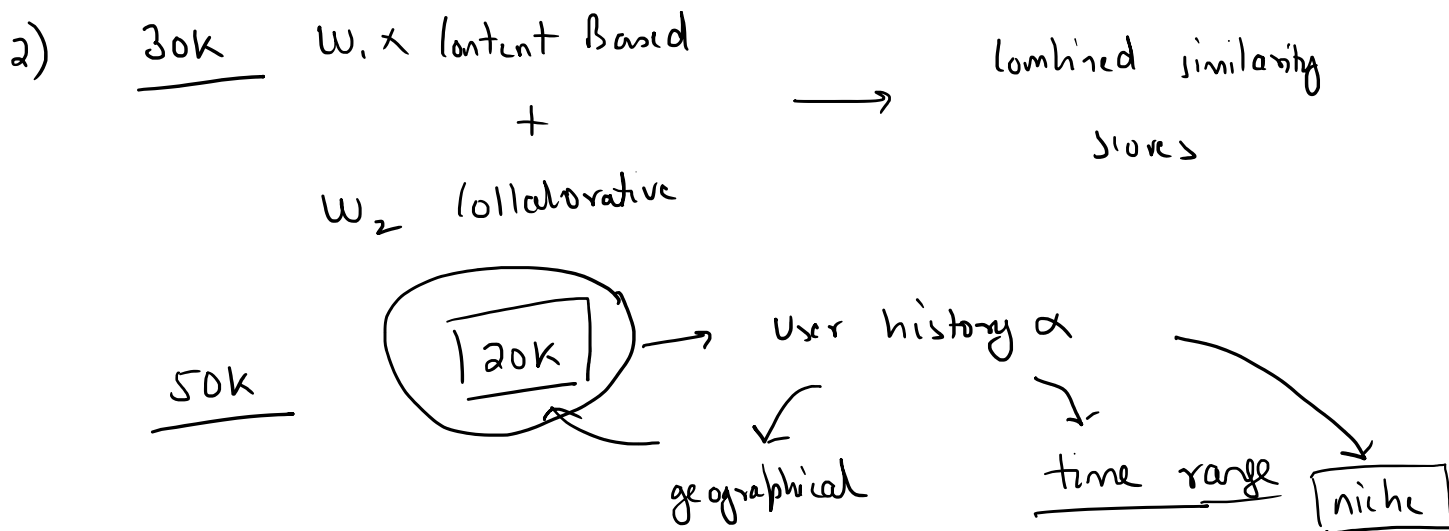 2) 30K W₁ × Content Based
+
W₂ Collaborative
→ Combined similarity
scores
50K 20K → User history α
geographical time range niche